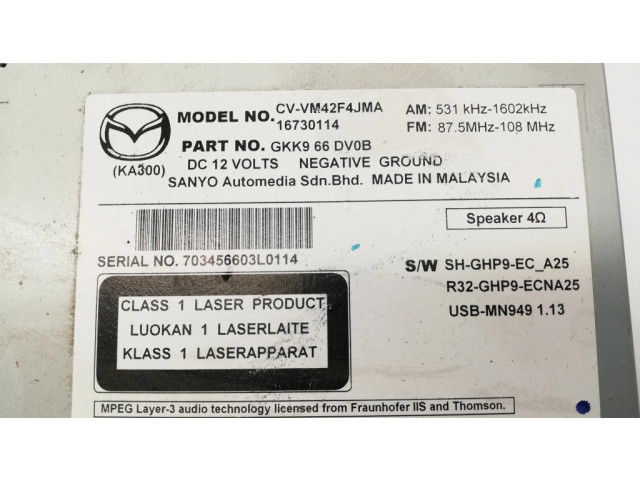 MODEL NO. CV-VM42F4JMA
16730114
AM: 531 kHz-1602kHz
FM: 87.5MHz-108 MHz
PART NO. GKK9 66 DV0B
(KA300)
DC 12 VOLTS NEGATIVE GROUND
SANYO Automedia Sdn.Bhd. MADE IN MALAYSIA
Speaker 4Ω
SERIAL NO. 703456603L0114
S/W SH-GHP9-EC_A25
R32-GHP9-ECNA25
USB-MN949 1.13
CLASS 1 LASER PRODUCT
LUOKAN 1 LASERLAITE
KLASS 1 LASERAPPARAT
MPEG Layer-3 audio technology licensed from Fraunhofer IIS and Thomson.